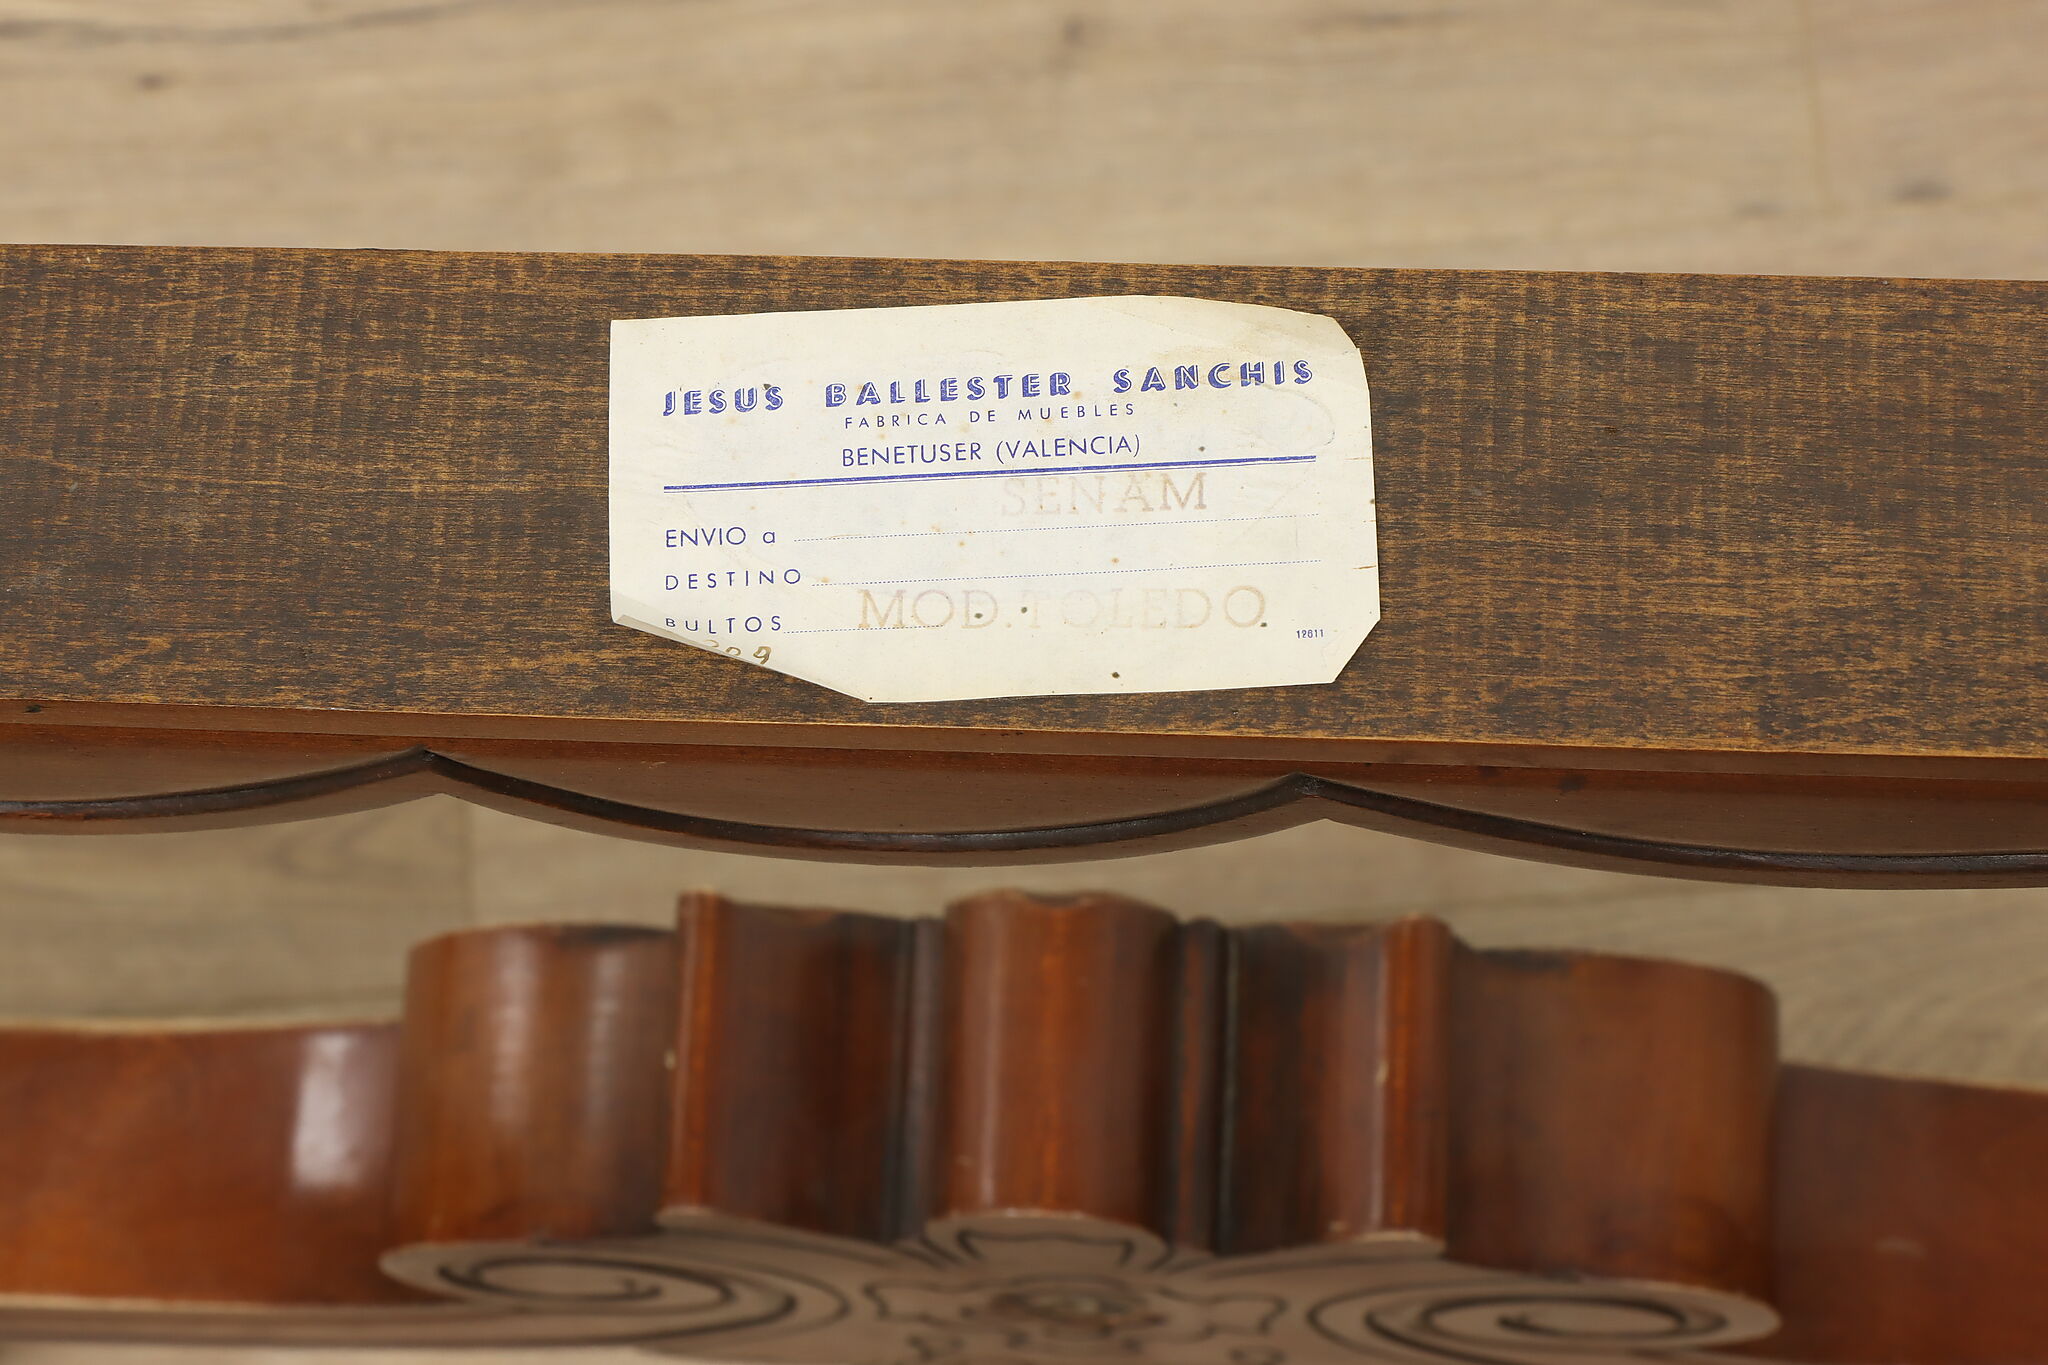 JESUS BALLESTER SANCHIS
FABRICA DE MUEBLES
BENETUSER (VALENCIA)
SENAM
ENVIO a
DESTINO
BULTOS MOD. TOLEDO
12611